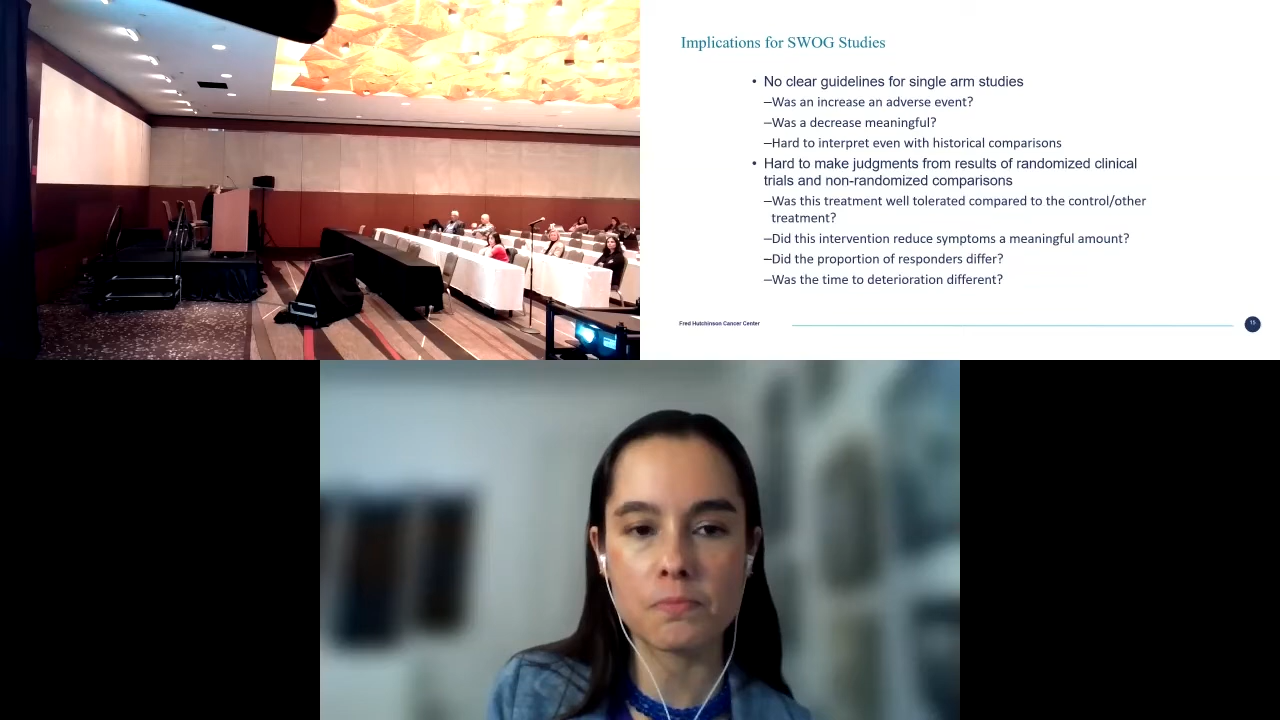 Implications for SWOG Studies
• No clear guidelines for single arm studies
–Was an increase an adverse event?
–Was a decrease meaningful?
–Hard to interpret even with historical comparisons
• Hard to make judgments from results of randomized clinical
trials and non-randomized comparisons
–Was this treatment well tolerated compared to the control/other
treatment?
–Did this intervention reduce symptoms a meaningful amount?
–Did the proportion of responders differ?
–Was the time to deterioration different?
Fred Hutchinson Cancer Center
15